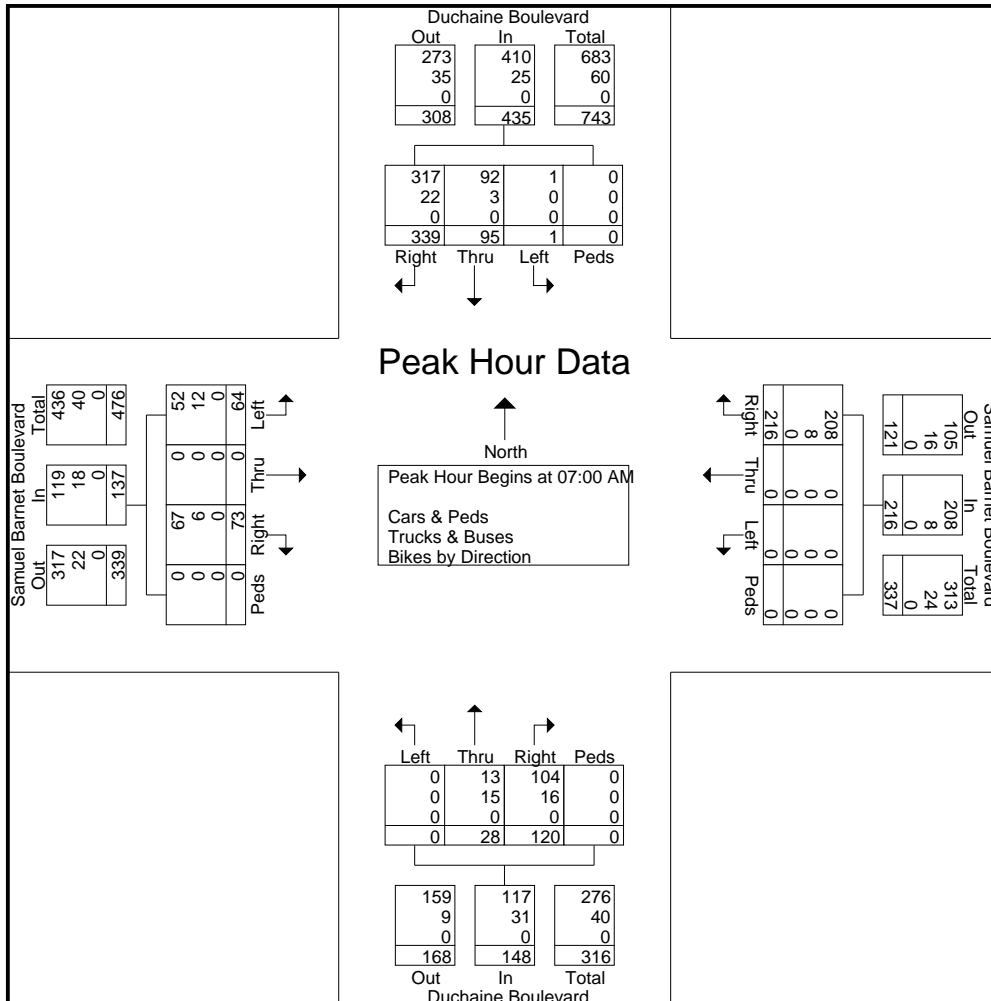 Duchaine Boulevard
Out In Total
273 410 683
35 25 60
0 0 0
308 435 743
317 92 1 0
22 3 0 0
0 0 0 0
339 95 1 0
Right Thru Left Peds
Peak Hour Data
North
Peak Hour Begins at 07:00 AM
Cars & Peds
Trucks & Buses
Bikes by Direction
Samuel Barnet Boulevard
Out In Total
317 119 436
22 18 40
0 0 0
339 137 476
52 0 67 0
12 0 6 0
0 0 0 0
64 0 73 0
Left Thru Right Peds
Samuel Barnet Boulevard
Out In Total
105 208 313
16 8 24
0 0 0
121 216 337
208 0 0 0
8 0 0 0
0 0 0 0
216 0 0 0
Right Thru Left Peds
Left Thru Right Peds
0 13 104 0
0 15 16 0
0 0 0 0
0 28 120 0
159 117 276
9 31 40
0 0 0
168 148 316
Out In Total
Duchaine Boulevard